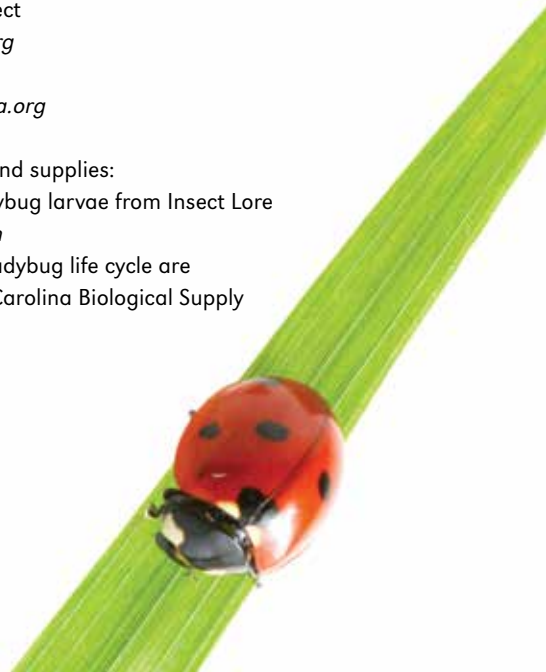 ect
rg
a.org
nd supplies:
ybug larvae from Insect Lore
n
adybug life cycle are
Carolina Biological Supply